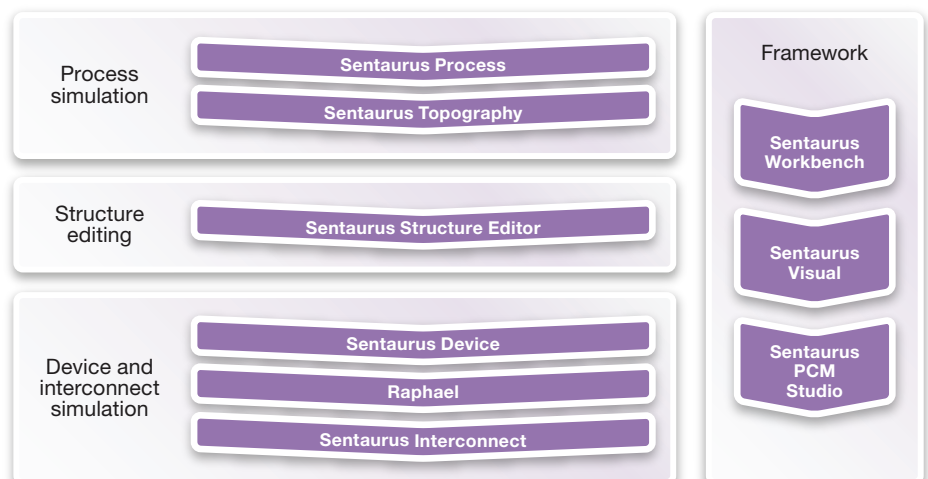 Process
simulation
Sentaurus Process
Sentaurus Topography
Structure
editing
Sentaurus Structure Editor
Device and
interconnect
simulation
Sentaurus Device
Raphael
Sentaurus Interconnect
Framework
Sentaurus
Workbench
Sentaurus
Visual
Sentaurus
PCM
Studio